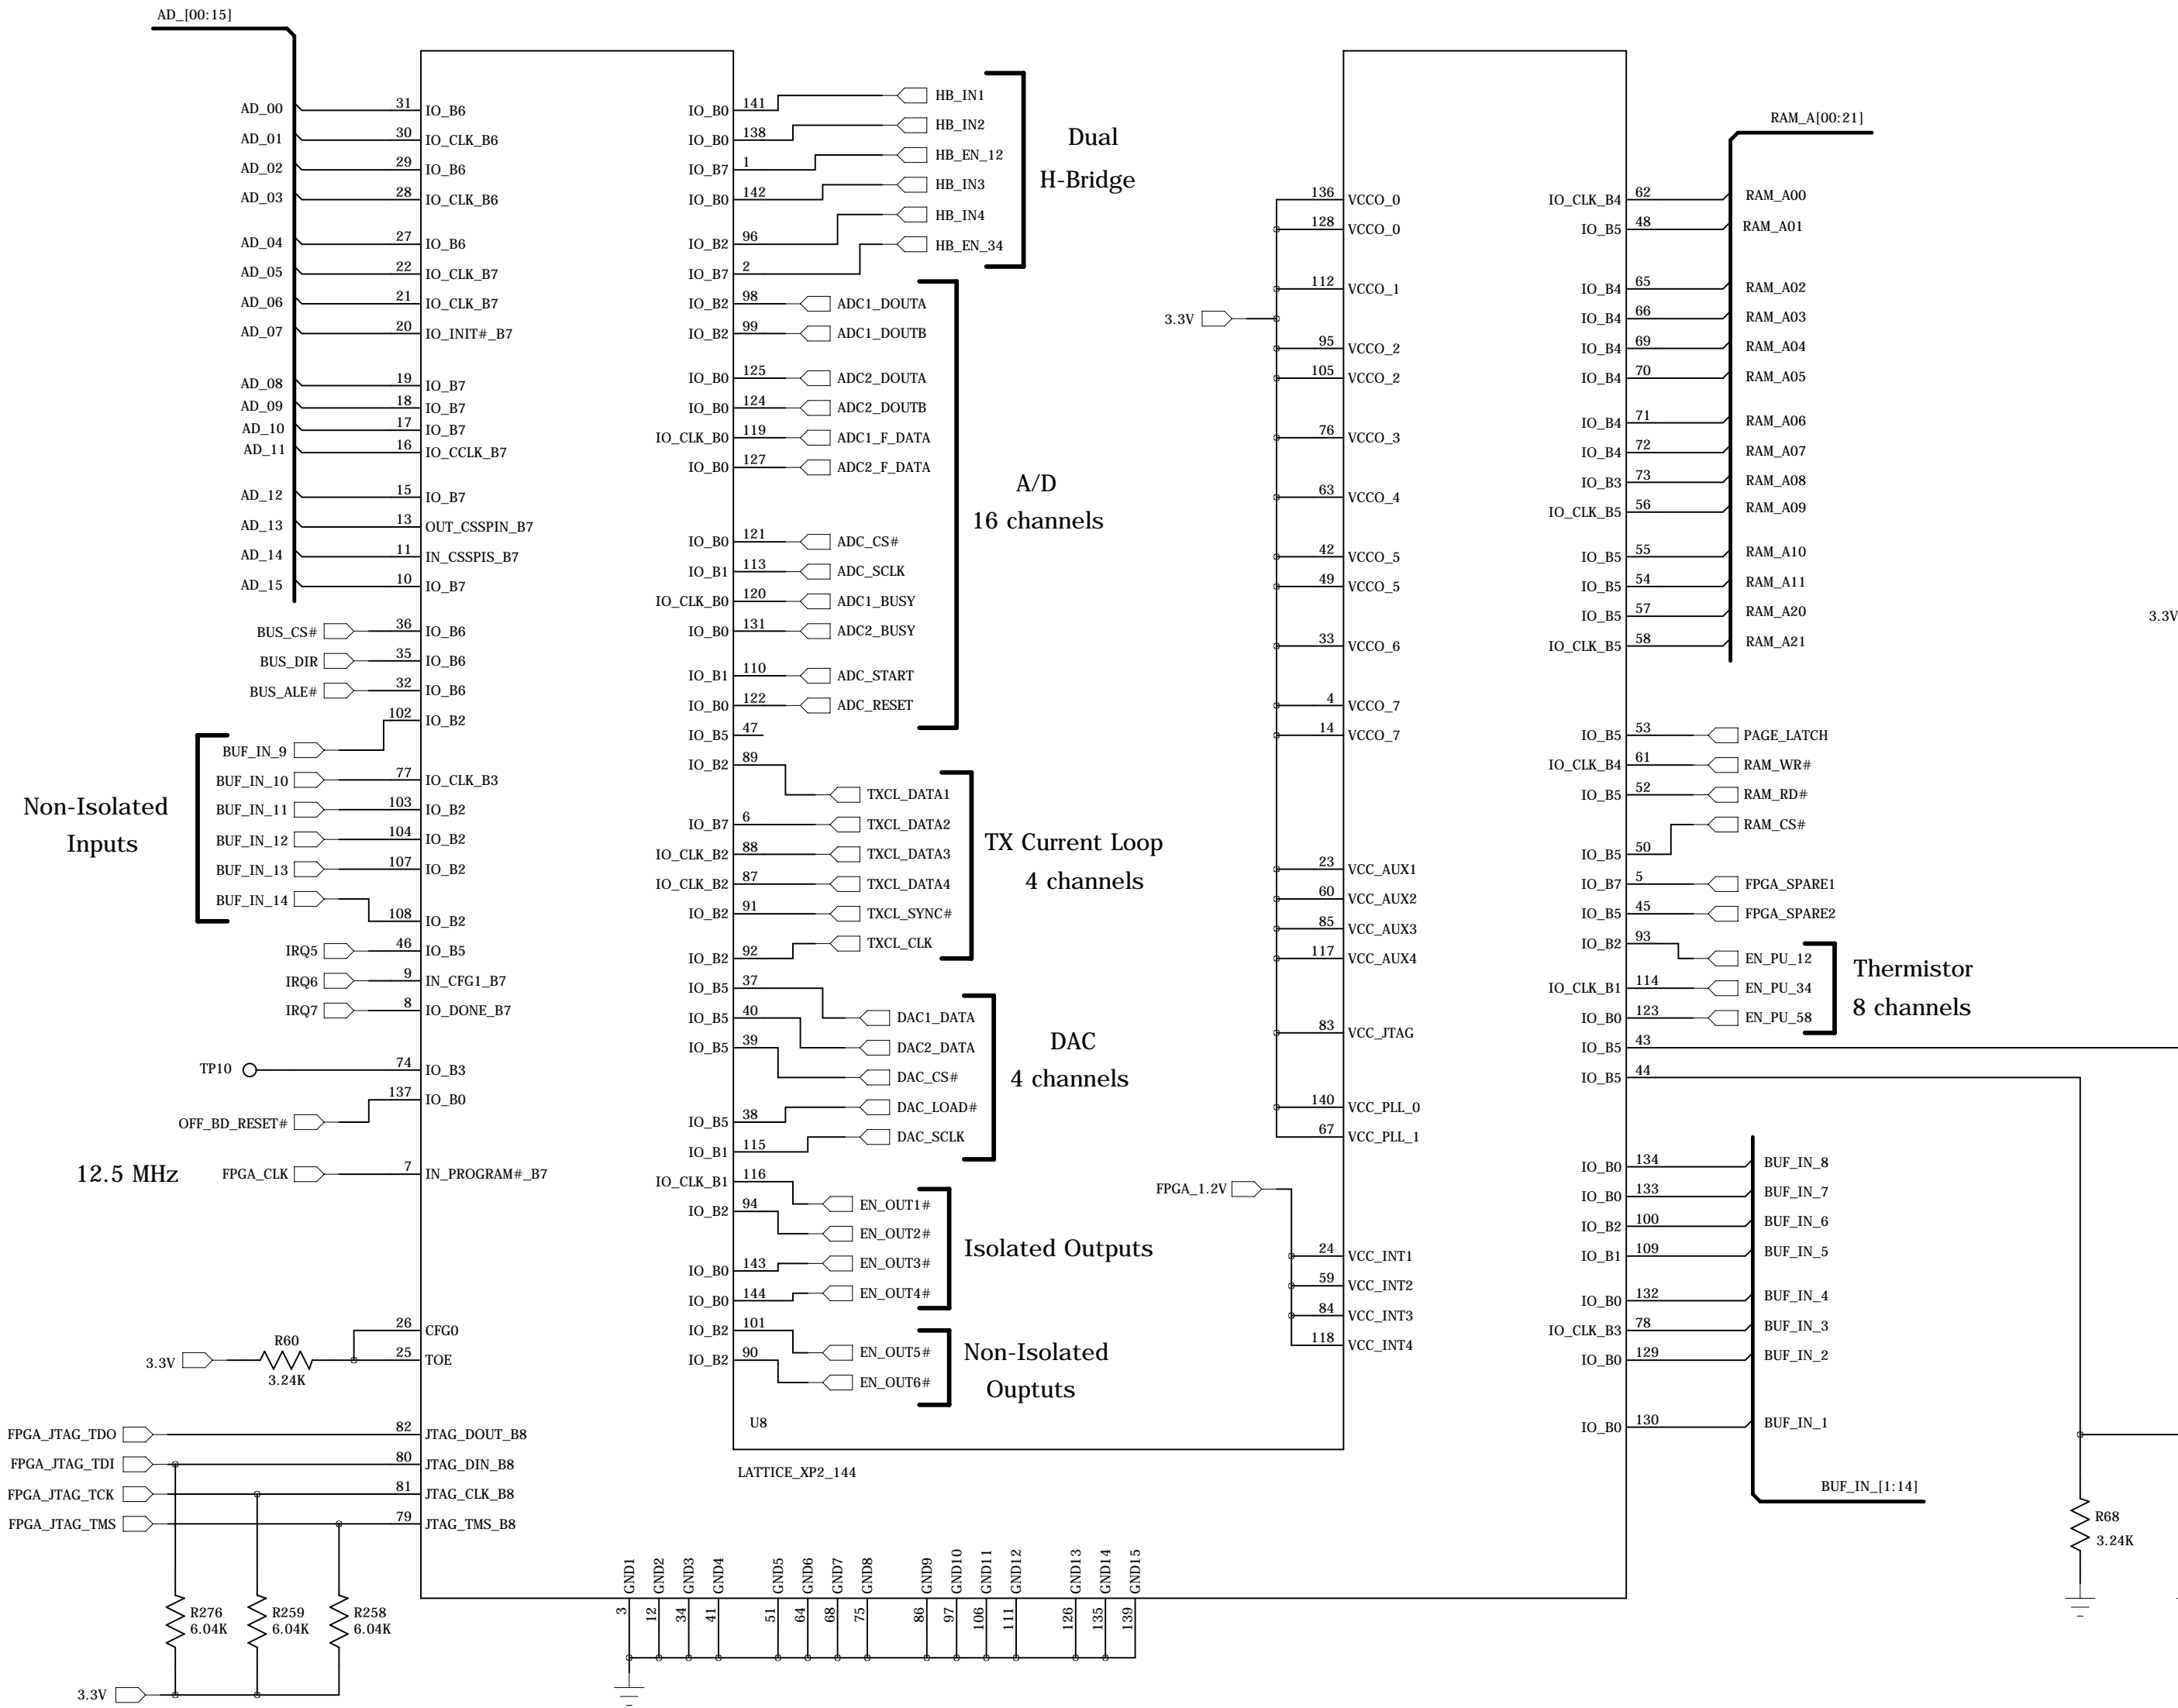 AD_[00:15]
AD_00 31 IO_B6
AD_01 30 IO_CLK_B6
AD_02 29 IO_B6
AD_03 28 IO_CLK_B6
AD_04 27 IO_B6
AD_05 22 IO_CLK_B7
AD_06 21 IO_CLK_B7
AD_07 20 IO_INIT#_B7
AD_08 19 IO_B7
AD_09 18 IO_B7
AD_10 17 IO_B7
AD_11 16 IO_CCLK_B7
AD_12 15 IO_B7
AD_13 13 OUT_CSSPIN_B7
AD_14 11 IN_CSSPIS_B7
AD_15 10 IO_B7
BUS_CS# 36 IO_B6
BUS_DIR 35 IO_B6
BUS_ALE# 32 IO_B6
BUF_IN_9 102 IO_B2
BUF_IN_10 77 IO_CLK_B3
BUF_IN_11 103 IO_B2
BUF_IN_12 104 IO_B2
BUF_IN_13 107 IO_B2
BUF_IN_14 108 IO_B2
Non-Isolated
Inputs
IRQ5 46 IO_B5
IRQ6 9 IN_CFG1_B7
IRQ7 8 IO_DONE_B7
TP10 74 IO_B3
OFF_BD_RESET# 137 IO_B0
12.5 MHz FPGA_CLK 7 IN_PROGRAM#_B7
26 CFG0
3.3V R60 3.24K 25 TOE
FPGA_JTAG_TDO 82 JTAG_DOUT_B8
FPGA_JTAG_TDI 80 JTAG_DIN_B8
FPGA_JTAG_TCK 81 JTAG_CLK_B8
FPGA_JTAG_TMS 79 JTAG_TMS_B8
R276 6.04K
R259 6.04K
R258 6.04K
3.3V
IO_B0 141 HB_IN1
IO_B0 138 HB_IN2
IO_B7 1 HB_EN_12
IO_B0 142 HB_IN3
IO_B2 96 HB_IN4
IO_B7 2 HB_EN_34
Dual
H-Bridge
IO_B2 98 ADC1_DOUTA
IO_B2 99 ADC1_DOUTB
IO_B0 125 ADC2_DOUTA
IO_B0 124 ADC2_DOUTB
IO_CLK_B0 119 ADC1_F_DATA
IO_B0 127 ADC2_F_DATA
IO_B0 121 ADC_CS#
IO_B1 113 ADC_SCLK
IO_CLK_B0 120 ADC1_BUSY
IO_B0 131 ADC2_BUSY
IO_B1 110 ADC_START
IO_B0 122 ADC_RESET
A/D
16 channels
IO_B5 47
IO_B2 89 TXCL_DATA1
IO_B7 6 TXCL_DATA2
IO_CLK_B2 88 TXCL_DATA3
IO_CLK_B2 87 TXCL_DATA4
IO_B2 91 TXCL_SYNC#
IO_B2 92 TXCL_CLK
TX Current Loop
4 channels
IO_B5 37 DAC1_DATA
IO_B5 40 DAC2_DATA
IO_B5 39 DAC_CS#
IO_B5 38 DAC_LOAD#
IO_B1 115 DAC_SCLK
DAC
4 channels
IO_CLK_B1 116 EN_OUT1#
IO_B2 94 EN_OUT2#
IO_B0 143 EN_OUT3#
IO_B0 144 EN_OUT4#
Isolated Outputs
IO_B2 101 EN_OUT5#
IO_B2 90 EN_OUT6#
Non-Isolated
Ouptuts
U8
LATTICE_XP2_144
GND1 3
GND2 12
GND3 34
GND4 41
GND5 51
GND6 64
GND7 68
GND8 75
GND9 86
GND10 97
GND11 106
GND12 111
GND13 126
GND14 135
GND15 139
3.3V
136 VCCO_0
128 VCCO_0
112 VCCO_1
95 VCCO_2
105 VCCO_2
76 VCCO_3
63 VCCO_4
42 VCCO_5
49 VCCO_5
33 VCCO_6
4 VCCO_7
14 VCCO_7
23 VCC_AUX1
60 VCC_AUX2
85 VCC_AUX3
117 VCC_AUX4
83 VCC_JTAG
140 VCC_PLL_0
67 VCC_PLL_1
FPGA_1.2V
24 VCC_INT1
59 VCC_INT2
84 VCC_INT3
118 VCC_INT4
RAM_A[00:21]
IO_CLK_B4 62 RAM_A00
IO_B5 48 RAM_A01
IO_B4 65 RAM_A02
IO_B4 66 RAM_A03
IO_B4 69 RAM_A04
IO_B4 70 RAM_A05
IO_B4 71 RAM_A06
IO_B4 72 RAM_A07
IO_B3 73 RAM_A08
IO_CLK_B5 56 RAM_A09
IO_B5 55 RAM_A10
IO_B5 54 RAM_A11
IO_B5 57 RAM_A20
IO_CLK_B5 58 RAM_A21
3.3V
IO_B5 53 PAGE_LATCH
IO_CLK_B4 61 RAM_WR#
IO_B5 52 RAM_RD#
IO_B5 50 RAM_CS#
IO_B7 5 FPGA_SPARE1
IO_B5 45 FPGA_SPARE2
IO_B2 93 EN_PU_12
IO_CLK_B1 114 EN_PU_34
IO_B0 123 EN_PU_58
Thermistor
8 channels
IO_B5 43
IO_B5 44
IO_B0 134 BUF_IN_8
IO_B0 133 BUF_IN_7
IO_B2 100 BUF_IN_6
IO_B1 109 BUF_IN_5
IO_B0 132 BUF_IN_4
IO_CLK_B3 78 BUF_IN_3
IO_B0 129 BUF_IN_2
IO_B0 130 BUF_IN_1
BUF_IN_[1:14]
R68
3.24K